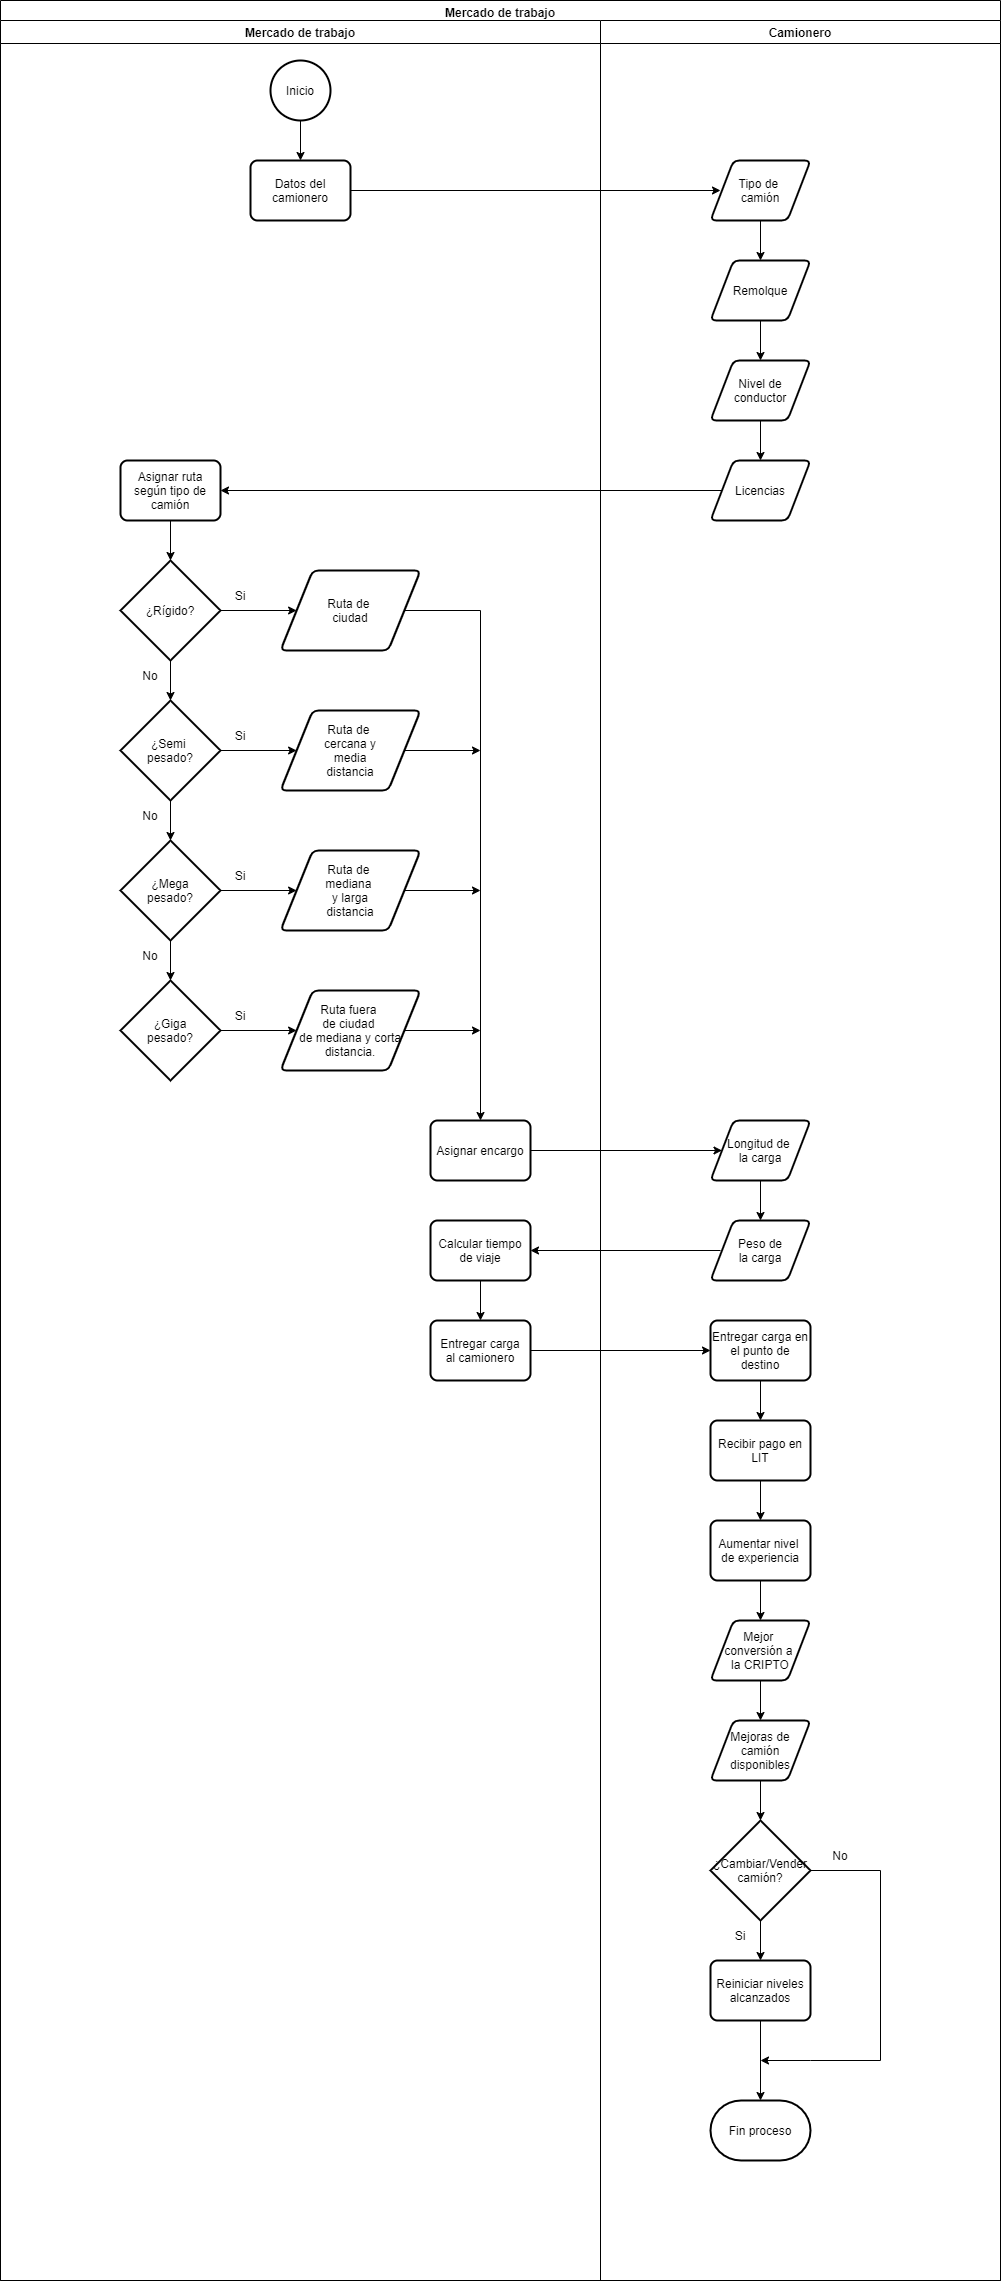 Mercado de trabajo
Mercado de trabajo
Camionero
Inicio
Datos del
camionero
Tipo de
camión
Remolque
Nivel de
conductor
Licencias
Asignar ruta
según tipo de
camión
¿Rígido?
Si
Ruta de
ciudad
No
¿Semi
pesado?
Si
Ruta de
cercana y
media
distancia
No
¿Mega
pesado?
Si
Ruta de
mediana
y larga
distancia
No
¿Giga
pesado?
Si
Ruta fuera
de ciudad
de mediana y corta
distancia.
Asignar encargo
Longitud de
la carga
Peso de
la carga
Calcular tiempo
de viaje
Entregar carga
al camionero
Entregar carga en
el punto de
destino
Recibir pago en
LIT
Aumentar nivel
de experiencia
Mejor
conversión a
la CRIPTO
Mejoras de
camión
disponibles
¿Cambiar/Vender
camión?
No
Si
Reiniciar niveles
alcanzados
Fin proceso